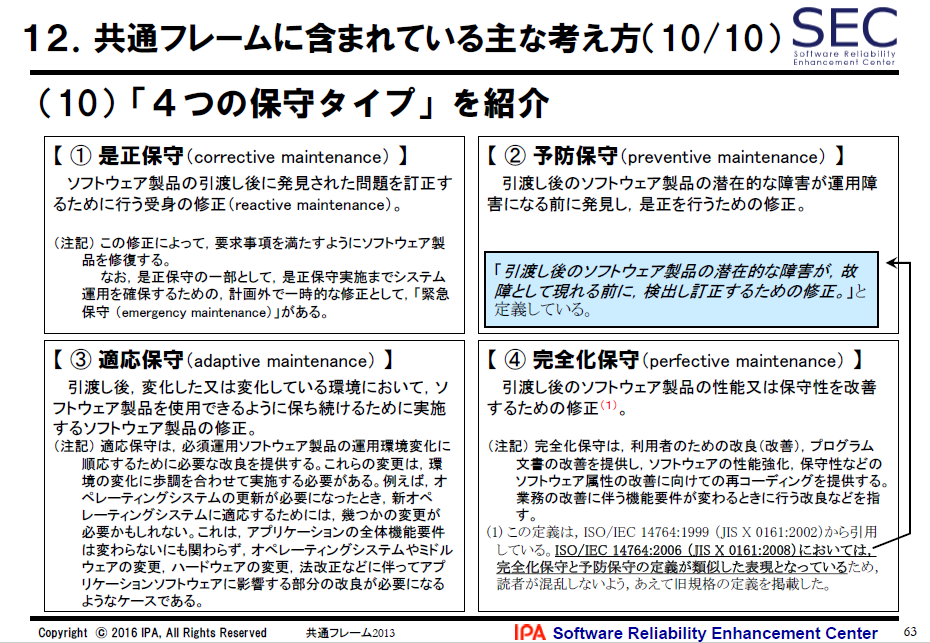 １２．共通フレームに含まれている主な考え方（１０/１０）
SEC
Software Reliability
Enhancement Center
（１０）「４つの保守タイプ」 を紹介
【 ① 是正保守（corrective maintenance） 】
ソフトウェア製品の引渡し後に発見された問題を訂正す
るために行う受身の修正（reactive maintenance）。
（注記） この修正によって，要求事項を満たすようにソフトウェア製
品を修復する。
なお，是正保守の一部として，是正保守実施までシステム
運用を確保するための，計画外で一時的な修正として，「緊急
保守 （emergency maintenance）」がある。
【 ② 予防保守（preventive maintenance） 】
引渡し後のソフトウェア製品の潜在的な障害が運用障
害になる前に発見し，是正を行うための修正。
「引渡し後のソフトウェア製品の潜在的な障害が，故
障として現れる前に，検出し訂正するための修正。」と
定義している。
【 ③ 適応保守（adaptive maintenance） 】
引渡し後，変化した又は変化している環境において，ソ
フトウェア製品を使用できるように保ち続けるために実施
するソフトウェア製品の修正。
（注記） 適応保守は，必須運用ソフトウェア製品の運用環境変化に
順応するために必要な改良を提供する。これらの変更は，環
境の変化に歩調を合わせて実施する必要がある。例えば，オ
ペレーティングシステムの更新が必要になったとき，新オペ
レーティングシステムに適応するためには，幾つかの変更が
必要かもしれない。これは，アプリケーションの全体機能要件
は変わらないにも関わらず，オペレーティングシステムやミドル
ウェアの変更，ハードウェアの変更，法改正などに伴ってアプ
リケーションソフトウェアに影響する部分の改良が必要になる
ようなケースである。
【 ④ 完全化保守（perfective maintenance） 】
引渡し後のソフトウェア製品の性能又は保守性を改善
するための修正(1)。
（注記） 完全化保守は，利用者のための改良（改善），プログラム
文書の改善を提供し，ソフトウェアの性能強化，保守性などの
ソフトウェア属性の改善に向けての再コーディングを提供する。
業務の改善に伴う機能要件が変わるときに行う改良などを指
す。
(1) この定義は，ISO/IEC 14764:1999 （JIS X 0161:2002）から引用
している。ISO/IEC 14764:2006 （JIS X 0161:2008）においては，
完全化保守と予防保守の定義が類似した表現となっているため，
読者が混乱しないよう，あえて旧規格の定義を掲載した。
Copyright © 2016 IPA, All Rights Reserved
共通フレーム2013
IPA Software Reliability Enhancement Center
63